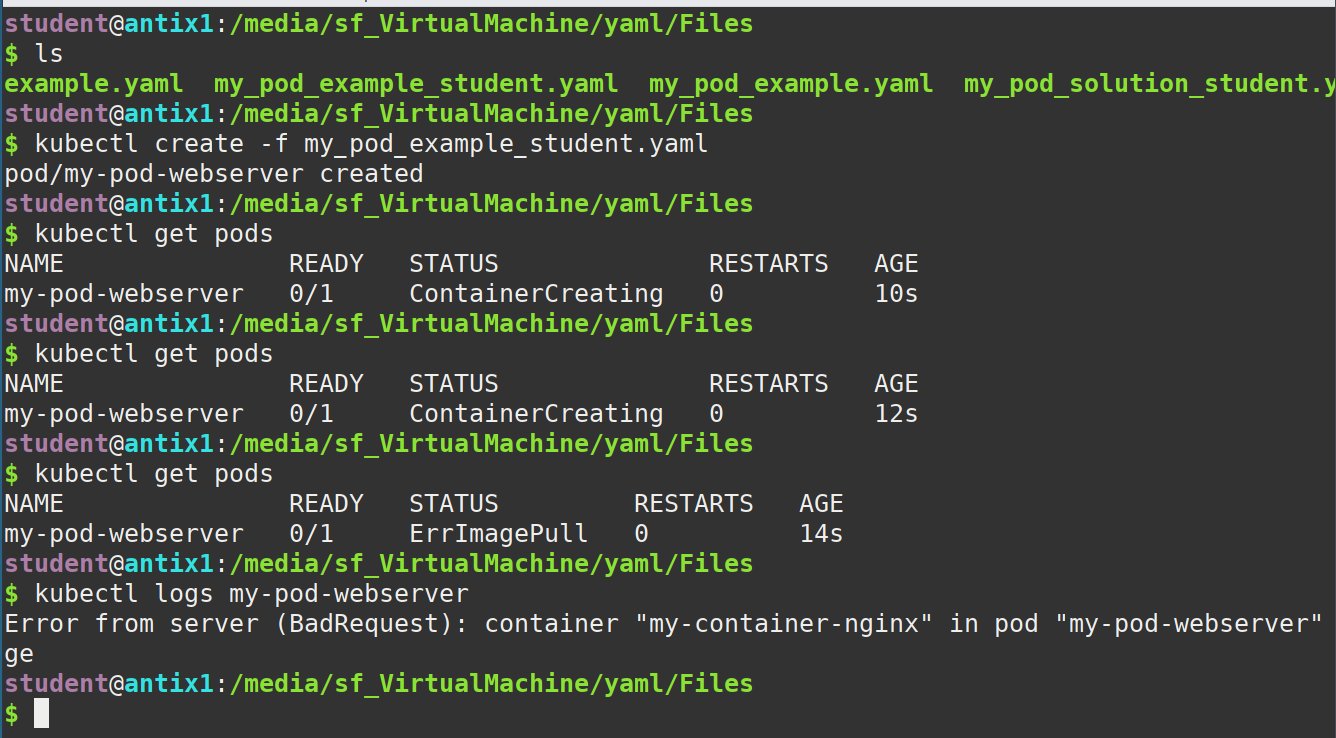 student@antix1:/media/sf_VirtualMachine/yaml/Files
$ ls
example.yaml  my_pod_example_student.yaml  my_pod_example.yaml  my_pod_solution_student.y
student@antix1:/media/sf_VirtualMachine/yaml/Files
$ kubectl create -f my_pod_example_student.yaml
pod/my-pod-webserver created
student@antix1:/media/sf_VirtualMachine/yaml/Files
$ kubectl get pods
NAME               READY   STATUS              RESTARTS   AGE
my-pod-webserver   0/1     ContainerCreating   0          10s
student@antix1:/media/sf_VirtualMachine/yaml/Files
$ kubectl get pods
NAME               READY   STATUS              RESTARTS   AGE
my-pod-webserver   0/1     ContainerCreating   0          12s
student@antix1:/media/sf_VirtualMachine/yaml/Files
$ kubectl get pods
NAME               READY   STATUS         RESTARTS   AGE
my-pod-webserver   0/1     ErrImagePull   0          14s
student@antix1:/media/sf_VirtualMachine/yaml/Files
$ kubectl logs my-pod-webserver
Error from server (BadRequest): container "my-container-nginx" in pod "my-pod-webserver"
ge
student@antix1:/media/sf_VirtualMachine/yaml/Files
$